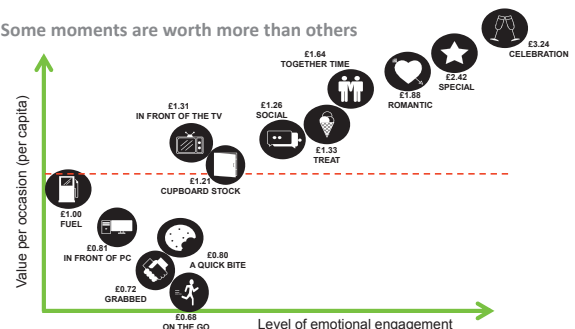 Some moments are worth more than others
£3.24
CELEBRATION
£2.42
SPECIAL
£1.64
TOGETHER TIME
£1.88
ROMANTIC
£1.31
IN FRONT OF THE TV
£1.26
SOCIAL
£1.33
TREAT
£1.21
CUPBOARD STOCK
£1.00
FUEL
£0.81
IN FRONT OF PC
£0.80
A QUICK BITE
£0.72
GRABBED
£0.68
ON THE GO
Value per occasion (per capita)
Level of emotional engagement